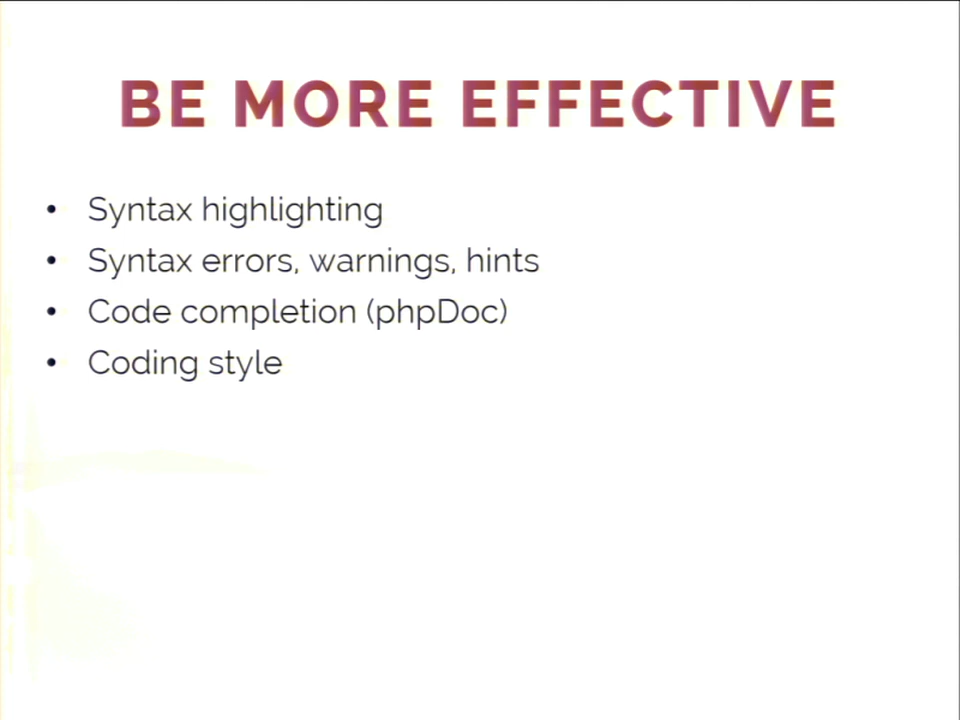 BE MORE EFFECTIVE
• Syntax highlighting
• Syntax errors, warnings, hints
• Code completion (phpDoc)
• Coding style